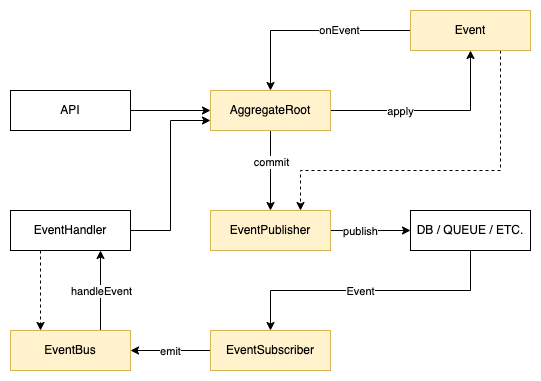 onEvent
Event
API
AggregateRoot
apply
commit
EventHandler
EventPublisher
publish
DB / QUEUE / ETC.
handleEvent
Event
EventBus
emit
EventSubscriber